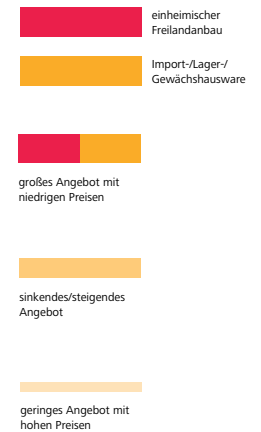 einheimischer
Freilandanbau
Import-/Lager-/
Gewächshausware
großes Angebot mit
niedrigen Preisen
sinkendes/steigendes
Angebot
geringes Angebot mit
hohen Preisen